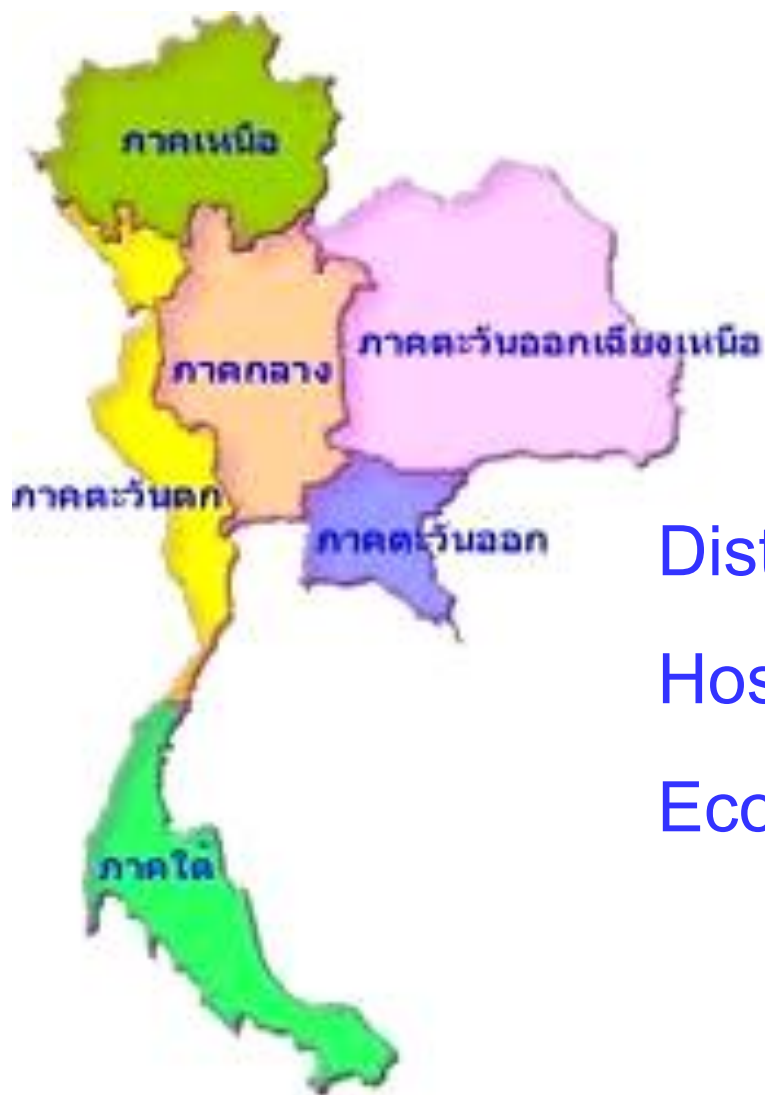 ภาคเหนือ
ภาคตะวันออกเฉียงเหนือ
ภาคกลาง
ภาคตะวันตก
ภาคตะวันออก
Dist
Hos
Eco
ภาคใต้